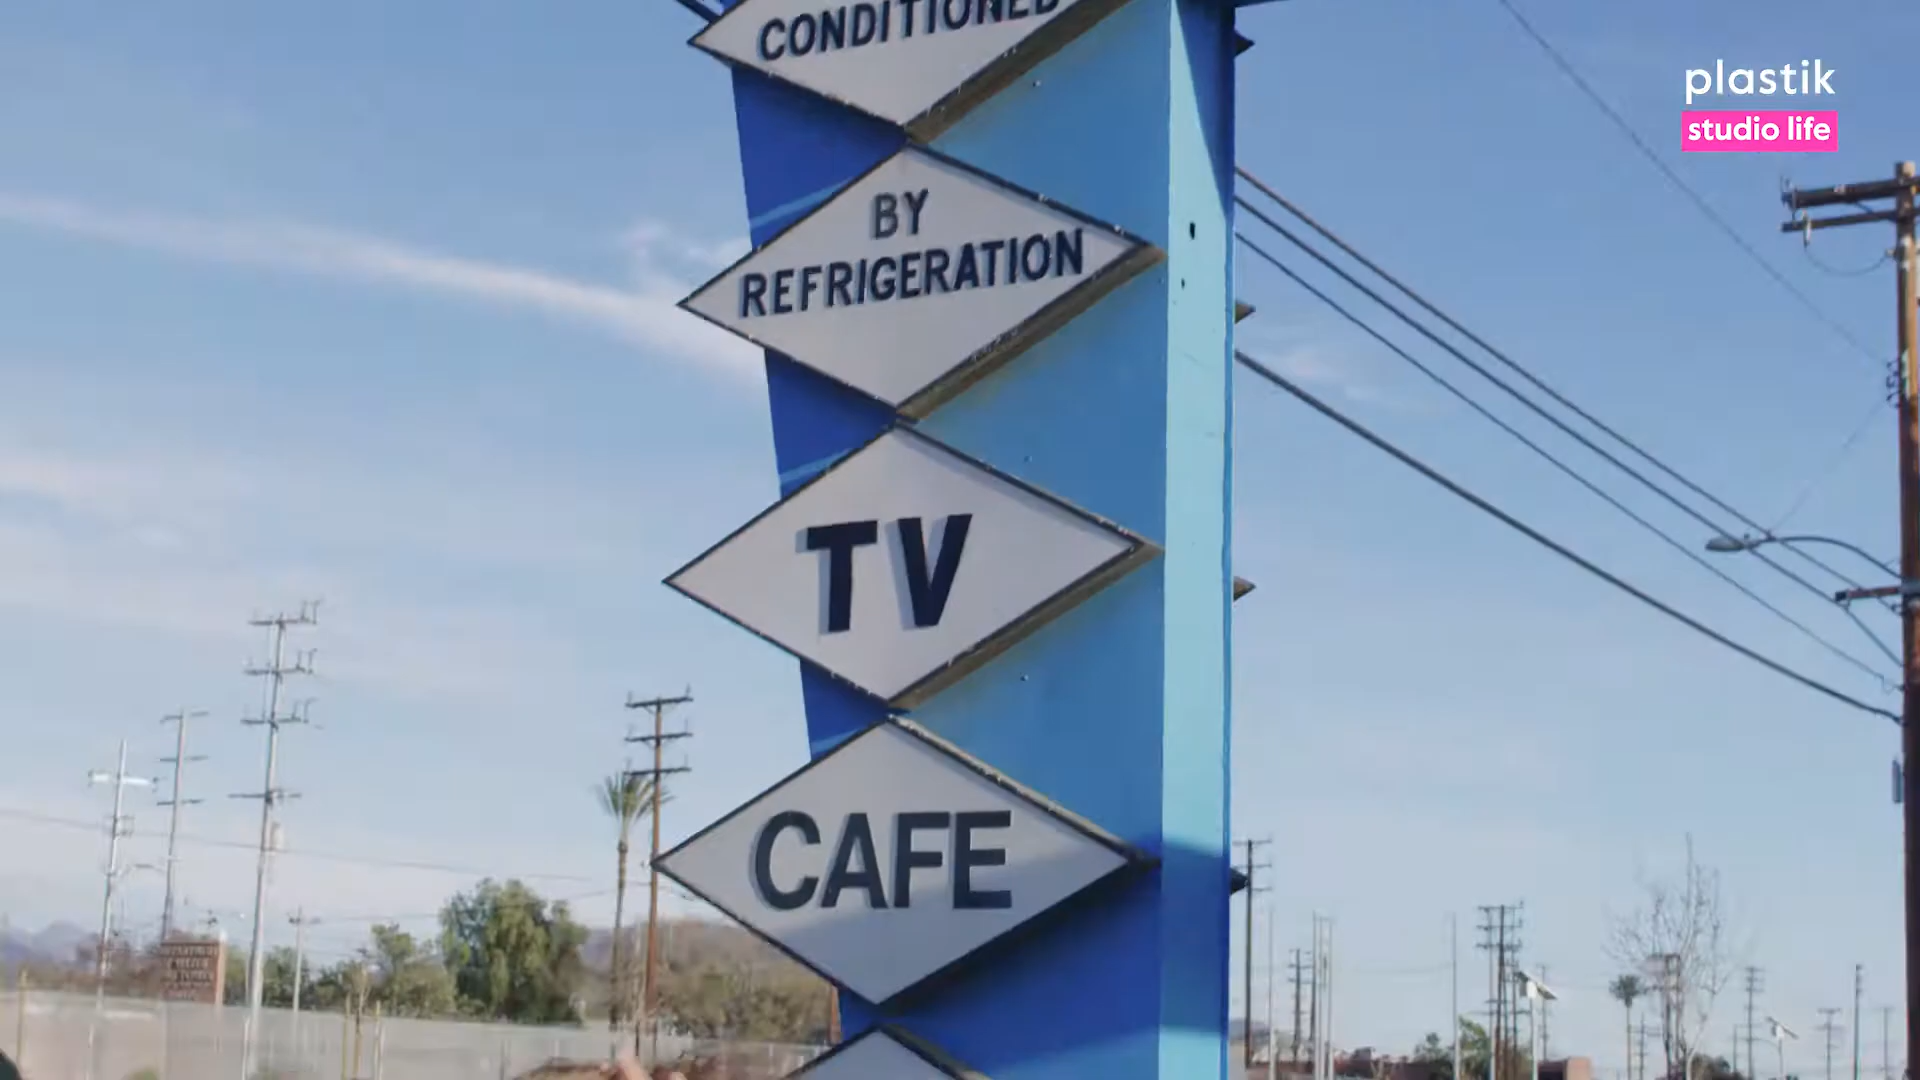 CONDITIONED
BY
REFRIGERATION
TV
CAFE
plastik
studio life